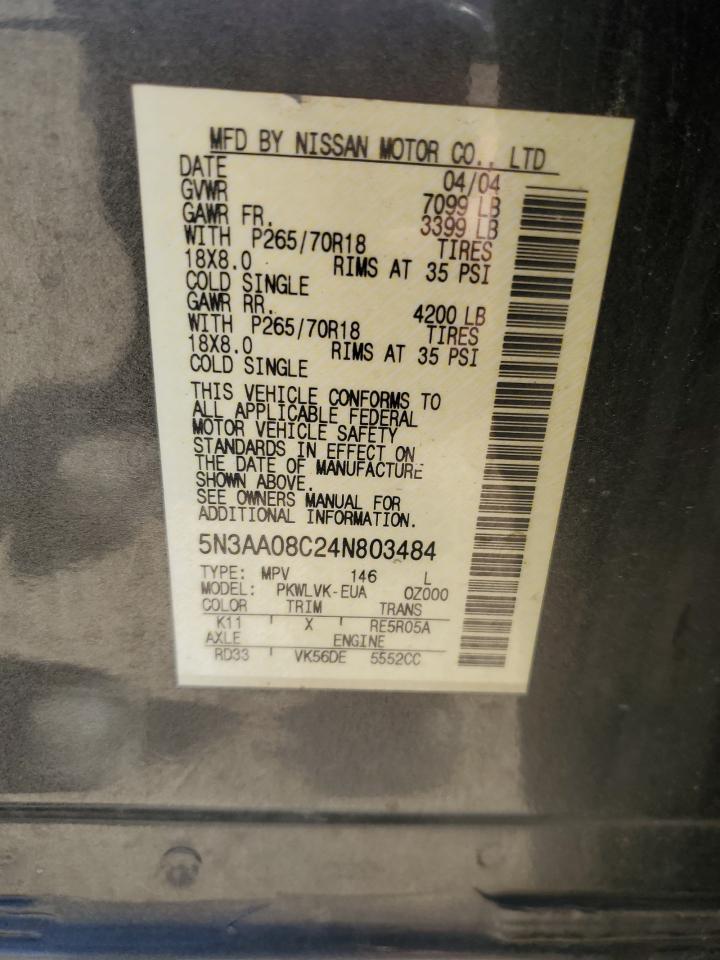 MFD BY NISSAN MOTOR CO., LTD
DATE 04/04
GVWR 7099 LB
GAWR FR. 3399 LB
WITH P265/70R18 TIRES
18X8.0 RIMS AT 35 PSI
COLD SINGLE
GAWR RR. 4200 LB
WITH P265/70R18 TIRES
18X8.0 RIMS AT 35 PSI
COLD SINGLE
THIS VEHICLE CONFORMS TO
ALL APPLICABLE FEDERAL
MOTOR VEHICLE SAFETY
STANDARDS IN EFFECT ON
THE DATE OF MANUFACTURE
SHOWN ABOVE.
SEE OWNERS MANUAL FOR
ADDITIONAL INFORMATION.
5N3AA08C24N803484
TYPE: MPV 146 L
MODEL: PKWLVK-EUA 0Z000
COLOR TRIM TRANS
K11 X RE5R05A
AXLE ENGINE
RD33 VK56DE 5552CC